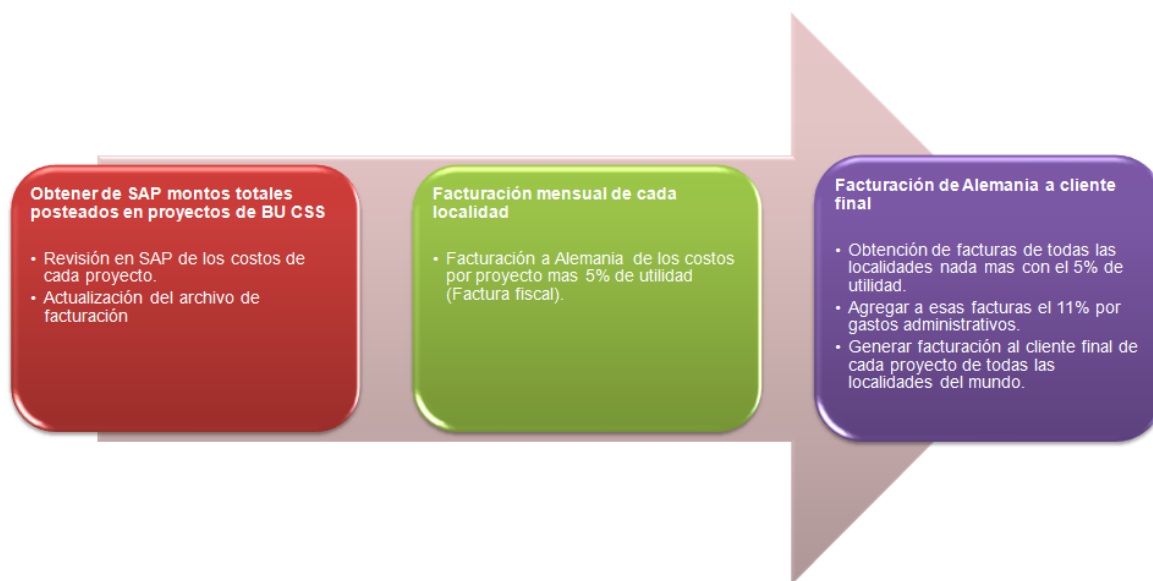 Obtener de SAP montos totales
posteados en proyectos de BU CSS
• Revisión en SAP de los costos de
cada proyecto.
• Actualización del archivo de
facturación
Facturación mensual de cada
localidad
• Facturación a Alemania de los costos
por proyecto mas 5% de utilidad
(Factura fiscal).
Facturación de Alemania a cliente
final
• Obtención de facturas de todas las
localidades nada mas con el 5% de
utilidad.
• Agregar a esas facturas el 11% por
gastos administrativos.
• Generar facturación al cliente final de
cada proyecto de todas las
localidades del mundo.